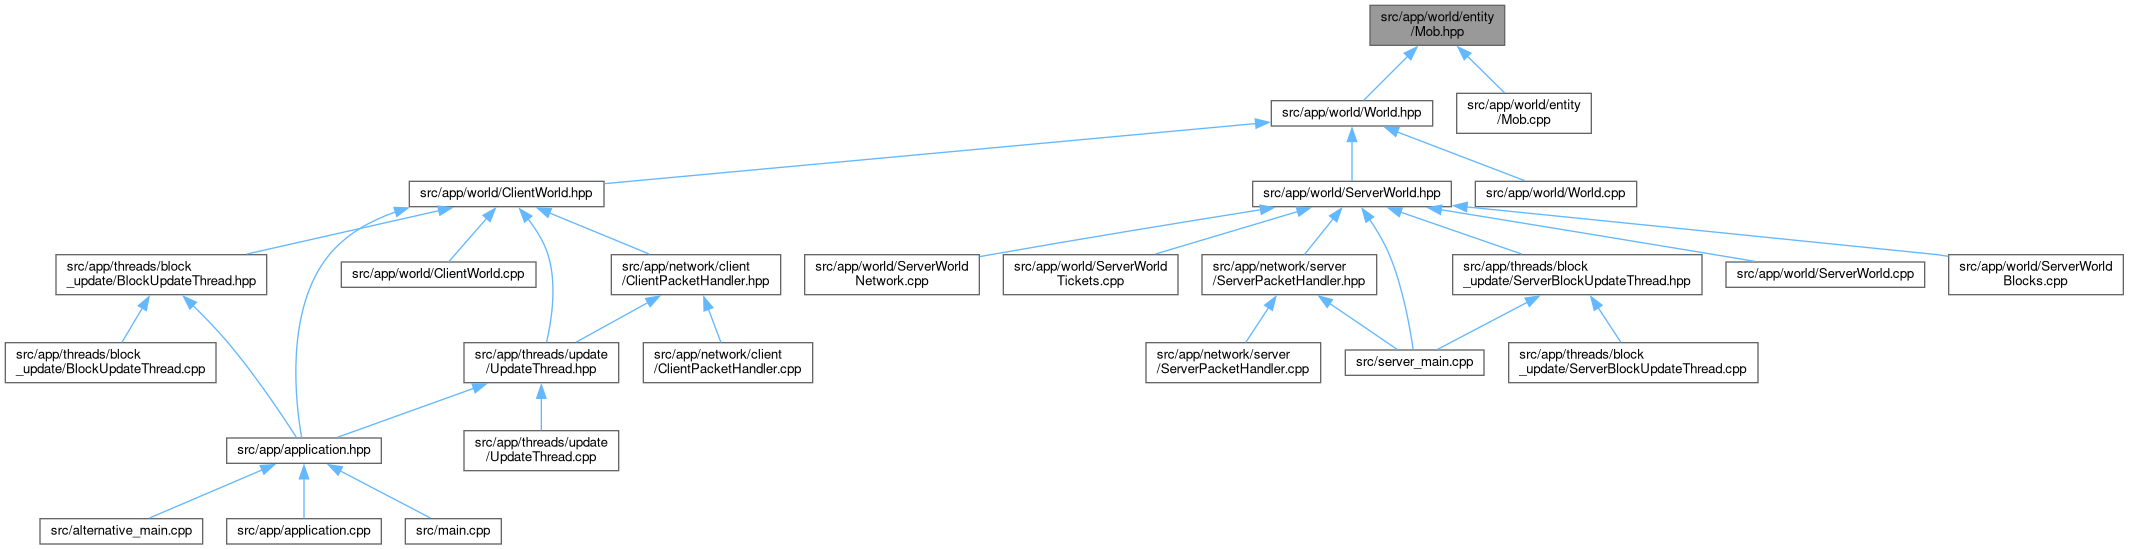 src/app/world/entity
/Mob.hpp
src/app/world/World.hpp
src/app/world/entity
/Mob.cpp
src/app/world/ClientWorld.hpp
src/app/world/ServerWorld.hpp
src/app/world/World.cpp
src/app/threads/block
_update/BlockUpdateThread.hpp
src/app/world/ClientWorld.cpp
src/app/network/client
/ClientPacketHandler.hpp
src/app/world/ServerWorld
Network.cpp
src/app/world/ServerWorld
Tickets.cpp
src/app/network/server
/ServerPacketHandler.hpp
src/app/threads/block
_update/ServerBlockUpdateThread.hpp
src/app/world/ServerWorld.cpp
src/app/world/ServerWorld
Blocks.cpp
src/app/threads/block
_update/BlockUpdateThread.cpp
src/app/threads/update
/UpdateThread.hpp
src/app/network/client
/ClientPacketHandler.cpp
src/app/network/server
/ServerPacketHandler.cpp
src/server_main.cpp
src/app/threads/block
_update/ServerBlockUpdateThread.cpp
src/app/application.hpp
src/app/threads/update
/UpdateThread.cpp
src/alternative_main.cpp
src/app/application.cpp
src/main.cpp